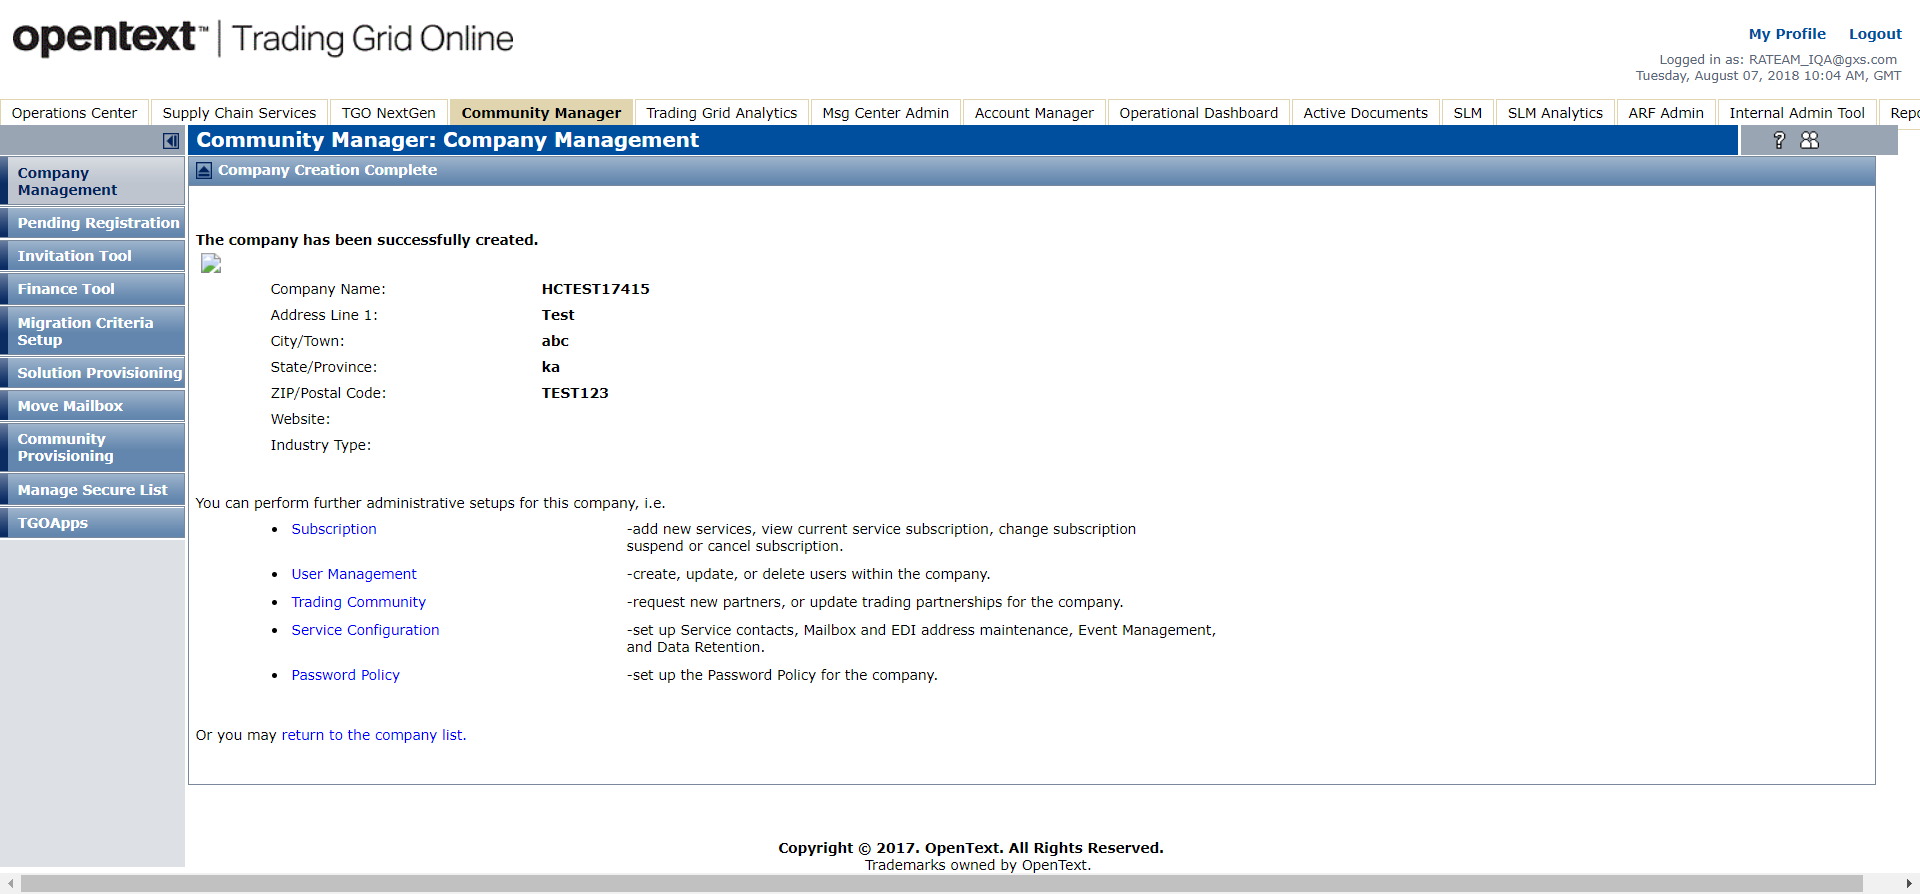 opentext™ | Trading Grid Online
My Profile Logout
Logged in as: RATEAM_IQA@gxs.com
Tuesday, August 07, 2018 10:04 AM, GMT
Operations Center Supply Chain Services TGO NextGen Community Manager Trading Grid Analytics Msg Center Admin Account Manager Operational Dashboard Active Documents SLM SLM Analytics ARF Admin Internal Admin Tool Repo
Community Manager: Company Management ?
Company Creation Complete
Company
Management
Pending Registration
Invitation Tool
Finance Tool
Migration Criteria
Setup
Solution Provisioning
Move Mailbox
Community
Provisioning
Manage Secure List
TGOApps
The company has been successfully created.
Company Name: HCTEST17415
Address Line 1: Test
City/Town: abc
State/Province: ka
ZIP/Postal Code: TEST123
Website:
Industry Type:
You can perform further administrative setups for this company, i.e.
• Subscription -add new services, view current service subscription, change subscription
suspend or cancel subscription.
• User Management -create, update, or delete users within the company.
• Trading Community -request new partners, or update trading partnerships for the company.
• Service Configuration -set up Service contacts, Mailbox and EDI address maintenance, Event Management,
and Data Retention.
• Password Policy -set up the Password Policy for the company.
Or you may return to the company list.
Copyright © 2017. OpenText. All Rights Reserved.
Trademarks owned by OpenText.